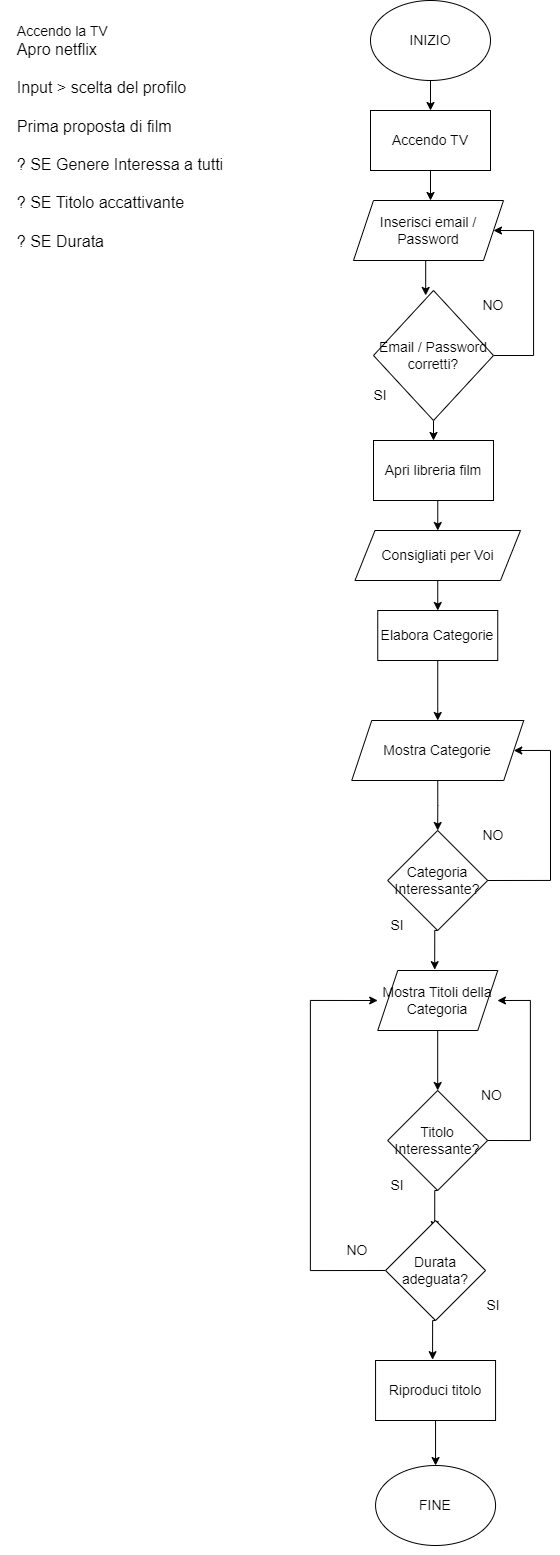 Accendo la TV
Apro netflix
Input > scelta del profilo
Prima proposta di film
? SE Genere Interessa a tutti
? SE Titolo accattivante
? SE Durata
INIZIO
Accendo TV
Inserisci email /
Password
NO
Email / Password
corretti?
SI
Apri libreria film
Consigliati per Voi
Elabora Categorie
Mostra Categorie
NO
Categoria
Interessante?
SI
Mostra Titoli della
Categoria
NO
Titolo
Interessante?
SI
NO
Durata
adeguata?
SI
Riproduci titolo
FINE